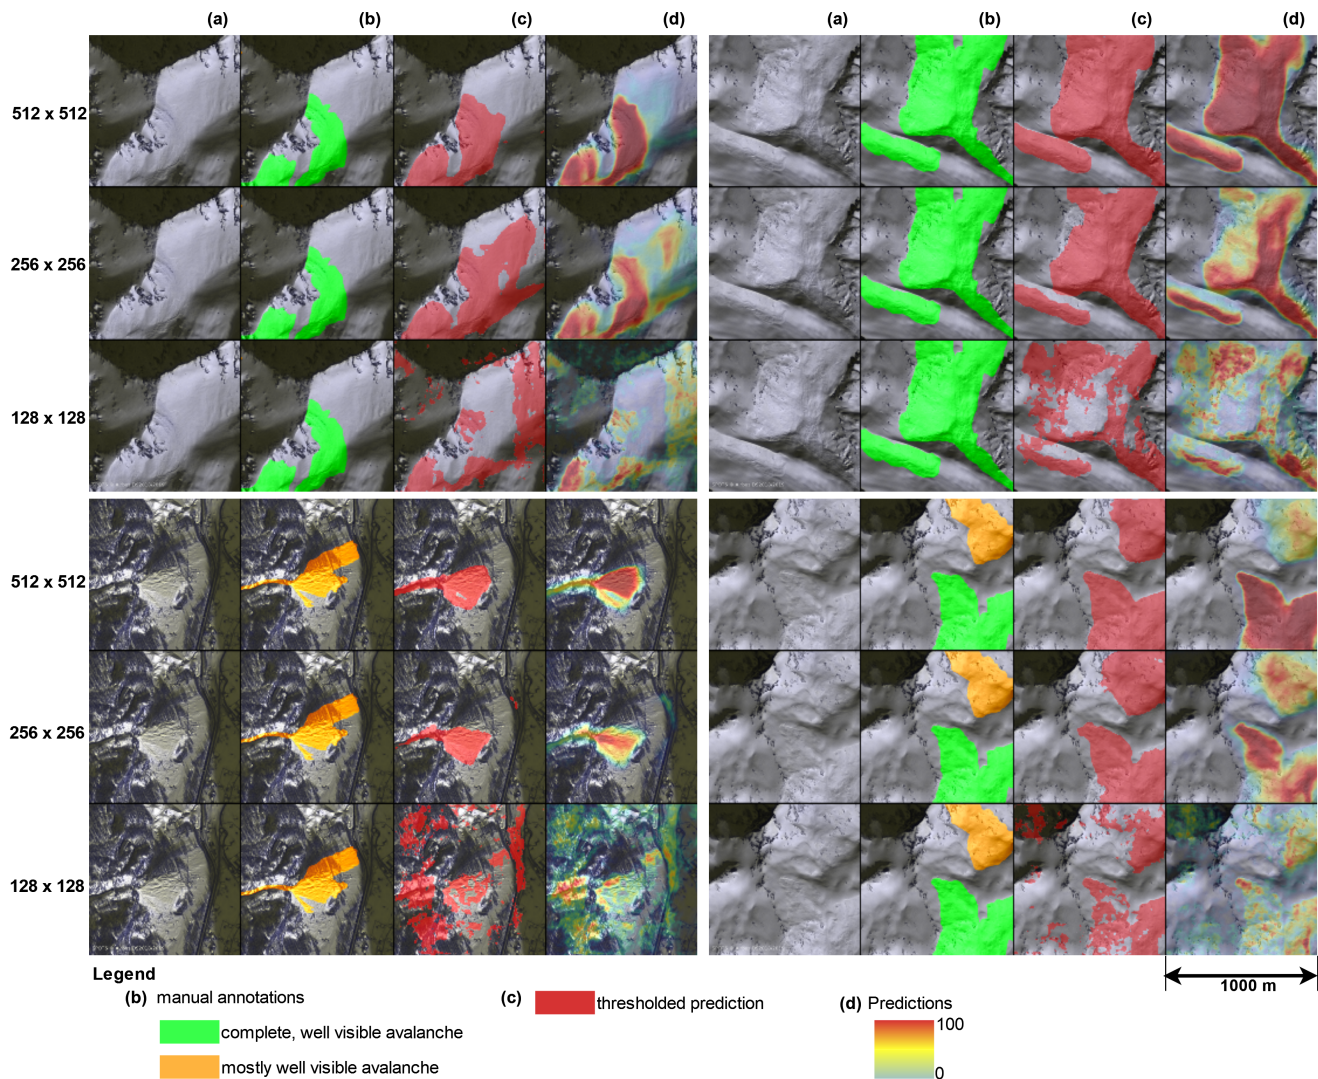 (a) (b) (c) (d) (a) (b) (c) (d)
512 x 512
256 x 256
128 x 128
512 x 512
256 x 256
128 x 128
1000 m
Legend
(b) manual annotations
(c) thresholded prediction
(d) Predictions
complete, well visible avalanche
100
0
mostly well visible avalanche